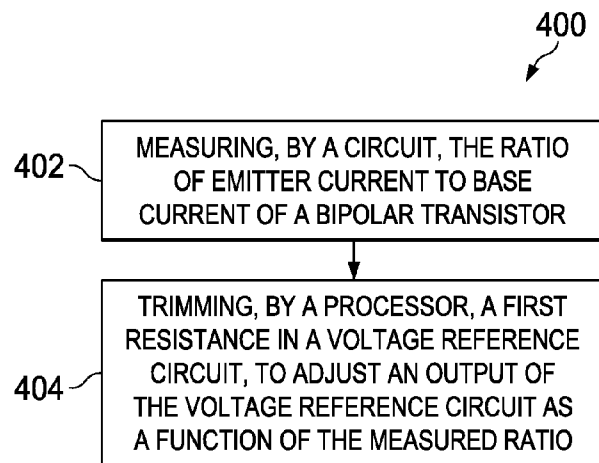 400
402
MEASURING, BY A CIRCUIT, THE RATIO
OF EMITTER CURRENT TO BASE
CURRENT OF A BIPOLAR TRANSISTOR
404
TRIMMING, BY A PROCESSOR, A FIRST
RESISTANCE IN A VOLTAGE REFERENCE
CIRCUIT, TO ADJUST AN OUTPUT OF
THE VOLTAGE REFERENCE CIRCUIT AS
A FUNCTION OF THE MEASURED RATIO